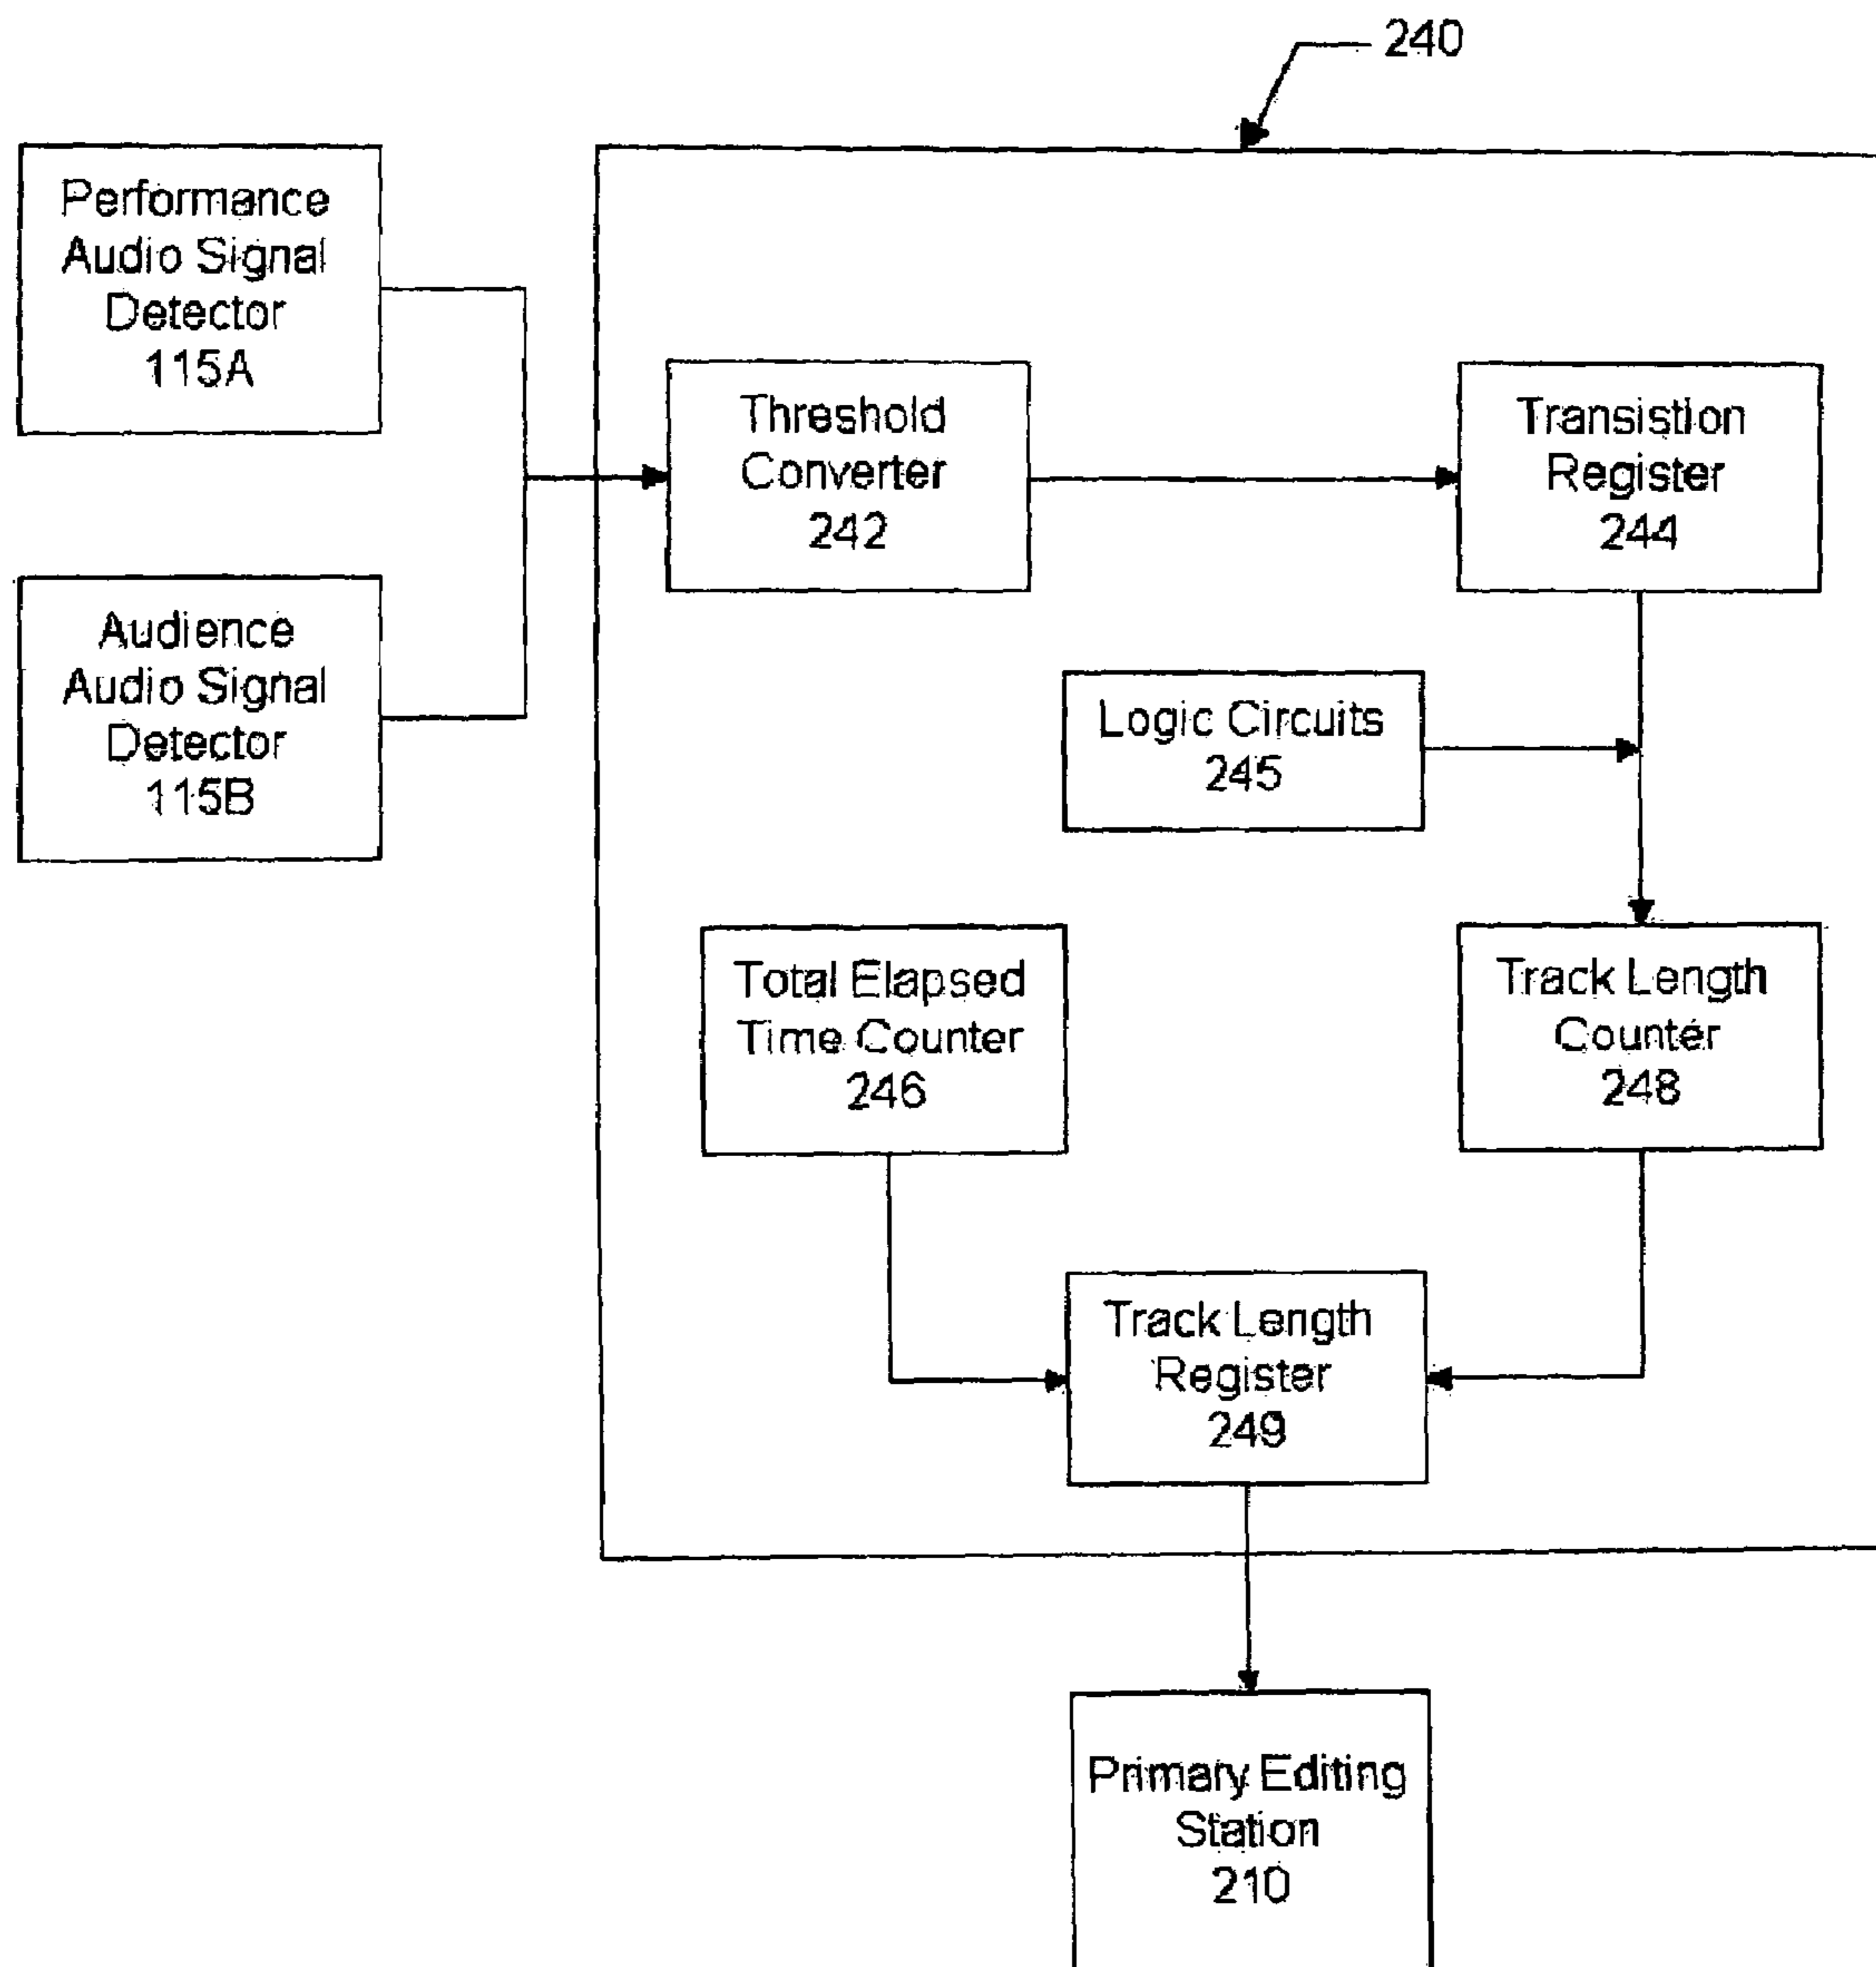 240
Performance
Audio Signal
Detector
115A
Threshold
Converter
242
Transistion
Register
244
Audience
Audio Signal
Detector
115B
Logic Circuits
245
Total Elapsed
Time Counter
246
Track Length
Counter
248
Track Length
Register
249
Primary Editing
Station
210